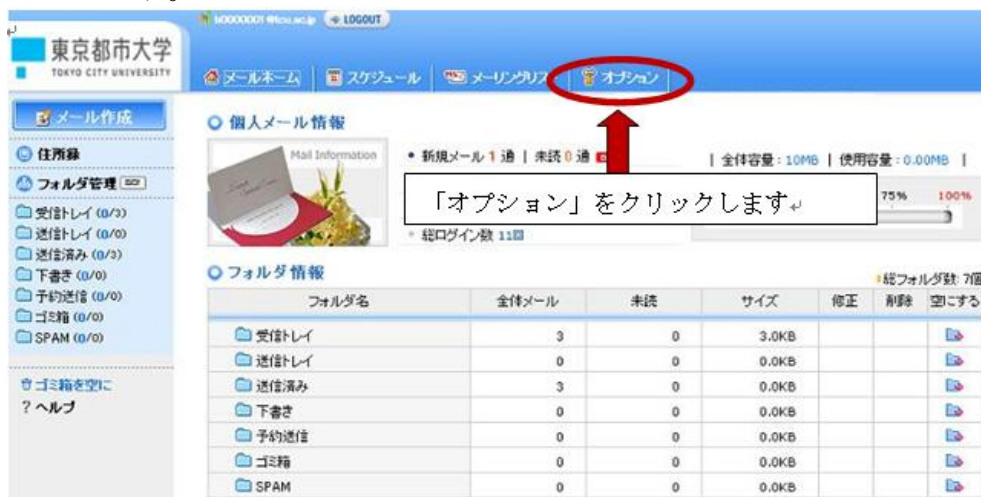 LOGOUT
東京都市大学
TOKYO CITY UNIVERSITY
メールホーム | スケジュール | メーリングリス オプション
メール作成
住所録
フォルダ管理
受信トレイ (0/3)
送信トレイ (0/0)
送信済み (0/3)
下書き (0/0)
予約送信 (0/0)
ゴミ箱 (0/0)
SPAM (0/0)
ゴミ箱を空に
? ヘルプ
個人メール情報
Mail Information
新規メール 1 通 | 未読 0 通
| 全体容量 : 10MB | 使用容量 : 0.00MB |
75% 100%
「オプション」をクリックします
総ログイン数 11回
フォルダ情報
総フォルダ数: 7個
フォルダ名 全体メール 未読 サイズ 修正 削除 空にする
受信トレイ 3 0 3.0KB
送信トレイ 0 0 0.0KB
送信済み 3 0 0.0KB
下書き 0 0 0.0KB
予約送信 0 0 0.0KB
ゴミ箱 0 0 0.0KB
SPAM 0 0 0.0KB